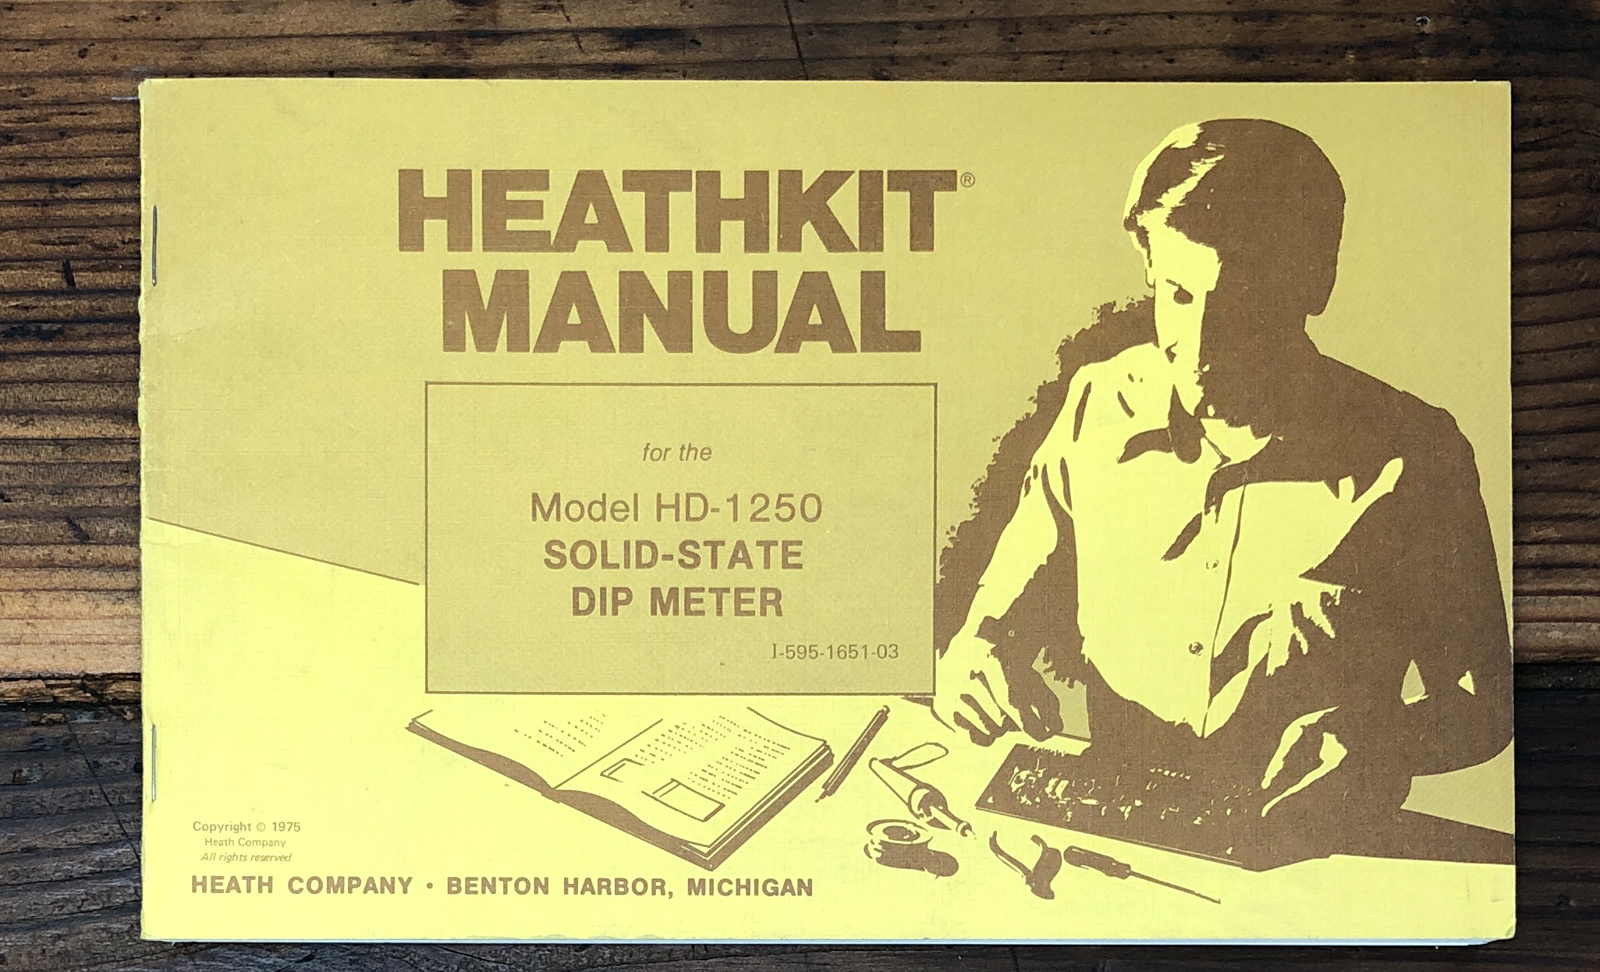 HEATHKIT®
MANUAL
for the
Model HD-1250
SOLID-STATE
DIP METER
I-595-1651-03
Copyright © 1975
Heath Company
All rights reserved
HEATH COMPANY • BENTON HARBOR, MICHIGAN